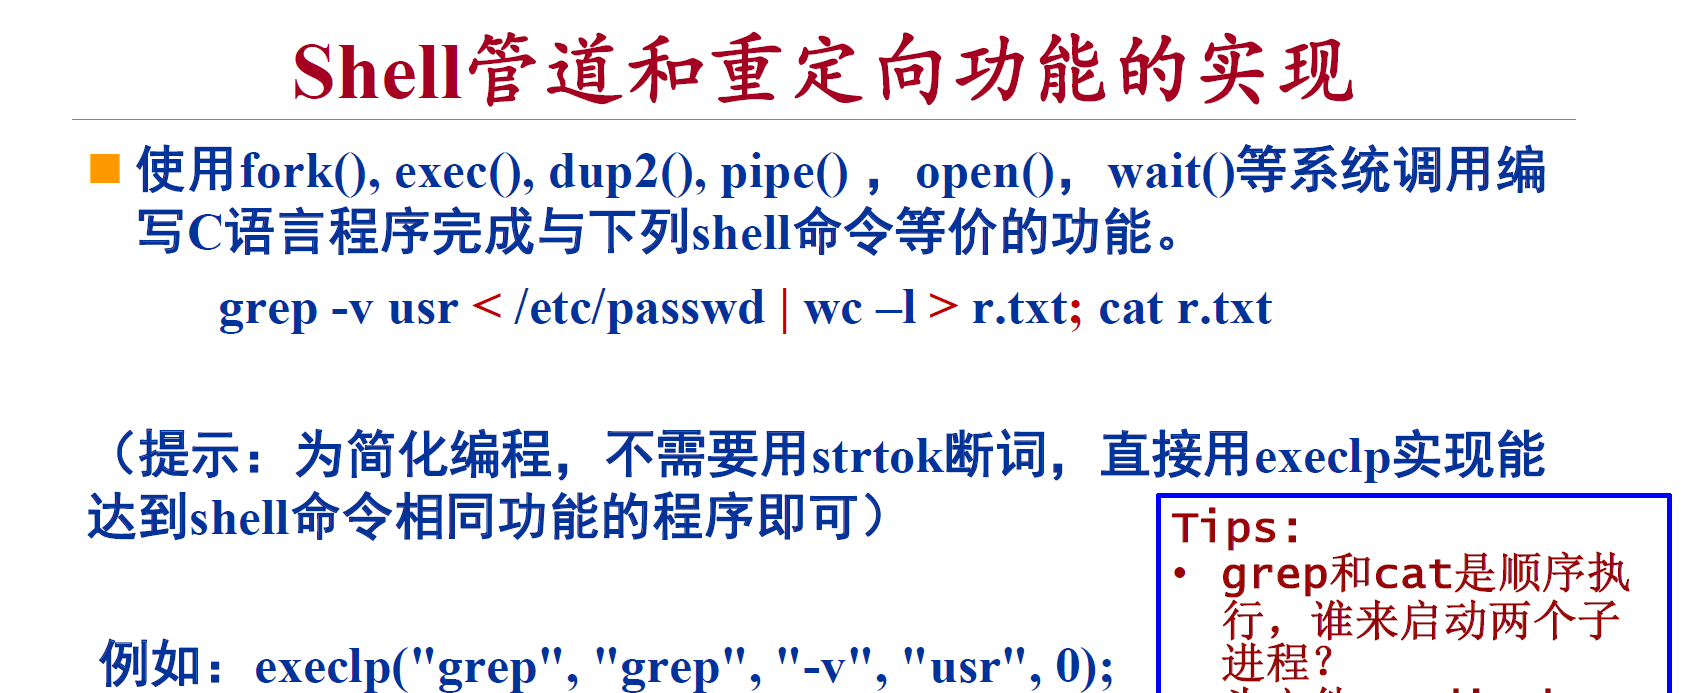 Shell管道和重定向功能的实现
使用fork(), exec(), dup2(), pipe() ，open()，wait()等系统调用编
写C语言程序完成与下列shell命令等价的功能。
grep -v usr < /etc/passwd | wc –l > r.txt; cat r.txt
（提示：为简化编程，不需要用strtok断词，直接用execlp实现能
达到shell命令相同功能的程序即可）
例如：execlp("grep", "grep", "-v", "usr", 0);
Tips:
• grep和cat是顺序执
行，谁来启动两个子
进程？